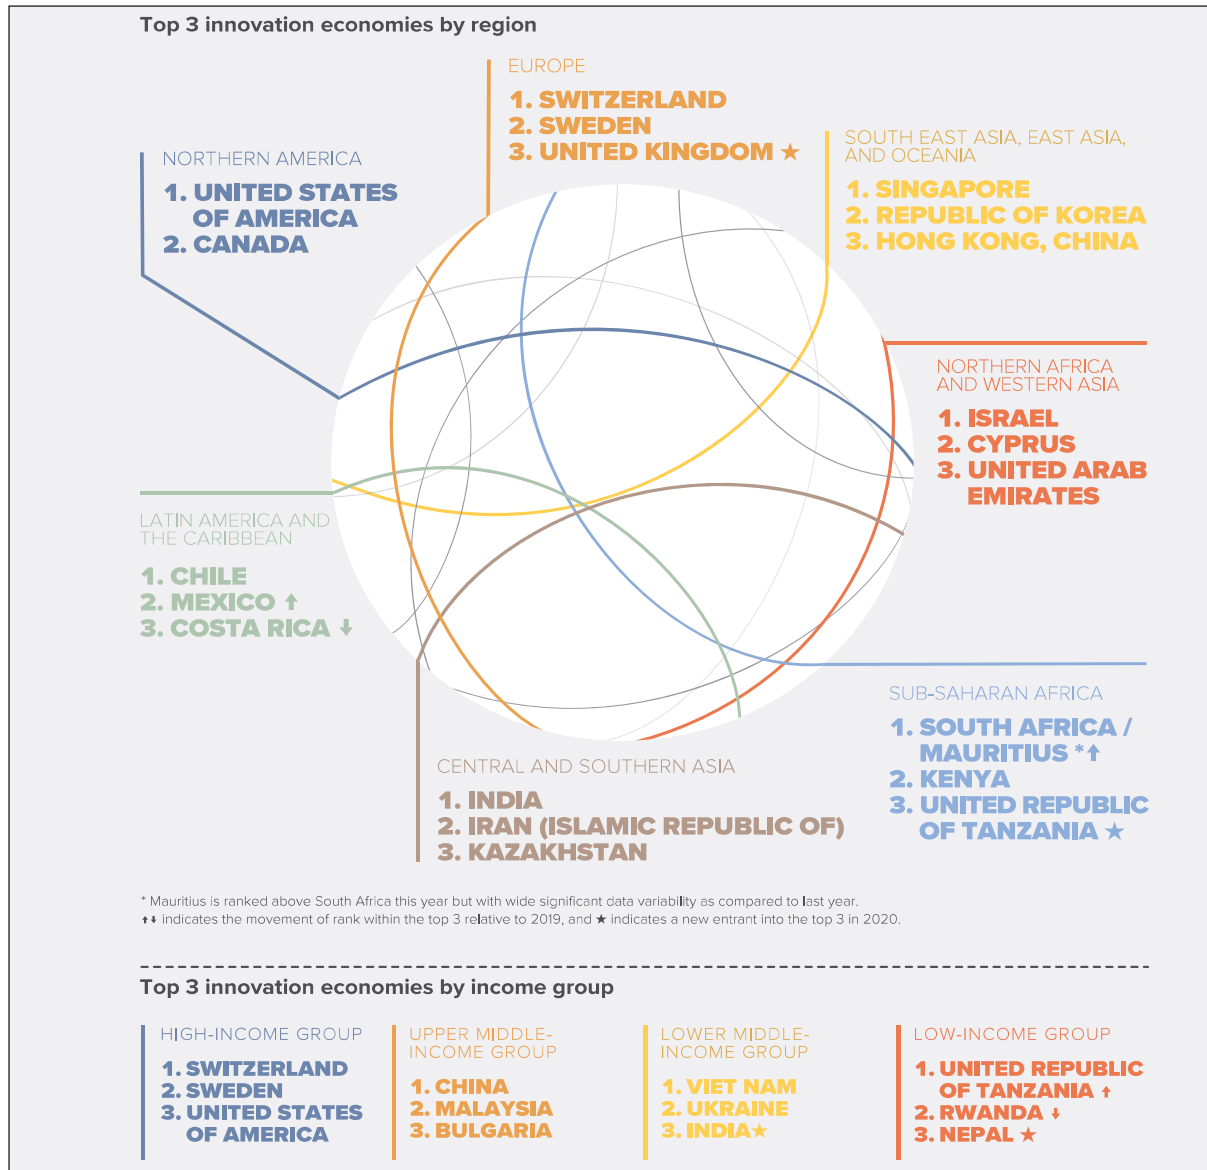 Top 3 innovation economies by region
EUROPE
1. SWITZERLAND
2. SWEDEN
3. UNITED KINGDOM ★
NORTHERN AMERICA
1. UNITED STATES
OF AMERICA
2. CANADA
SOUTH EAST ASIA, EAST ASIA,
AND OCEANIA
1. SINGAPORE
2. REPUBLIC OF KOREA
3. HONG KONG, CHINA
NORTHERN AFRICA
AND WESTERN ASIA
1. ISRAEL
2. CYPRUS
3. UNITED ARAB
EMIRATES
LATIN AMERICA AND
THE CARIBBEAN
1. CHILE
2. MEXICO ↑
3. COSTA RICA ↓
SUB-SAHARAN AFRICA
1. SOUTH AFRICA /
MAURITIUS *↑
2. KENYA
3. UNITED REPUBLIC
OF TANZANIA ★
CENTRAL AND SOUTHERN ASIA
1. INDIA
2. IRAN (ISLAMIC REPUBLIC OF)
3. KAZAKHSTAN
* Mauritius is ranked above South Africa this year but with wide significant data variability as compared to last year.
↑↓ indicates the movement of rank within the top 3 relative to 2019, and ★ indicates a new entrant into the top 3 in 2020.
Top 3 innovation economies by income group
HIGH-INCOME GROUP
1. SWITZERLAND
2. SWEDEN
3. UNITED STATES
OF AMERICA
UPPER MIDDLE-
INCOME GROUP
1. CHINA
2. MALAYSIA
3. BULGARIA
LOWER MIDDLE-
INCOME GROUP
1. VIET NAM
2. UKRAINE
3. INDIA★
LOW-INCOME GROUP
1. UNITED REPUBLIC
OF TANZANIA ↑
2. RWANDA ↓
3. NEPAL ★